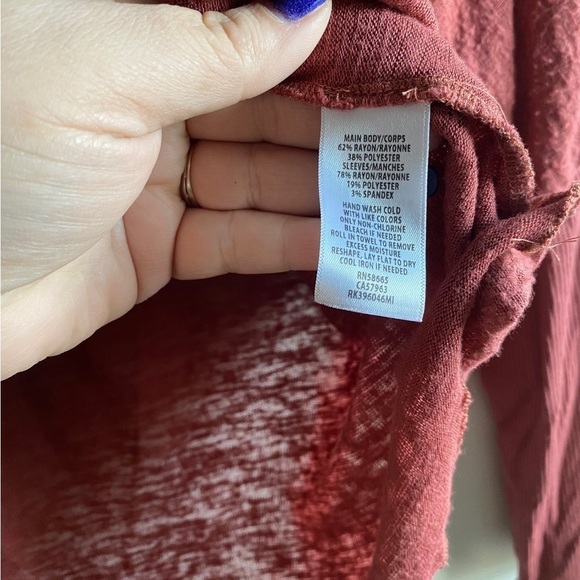 MAIN BODY/CORPS
62% RAYON/RAYONNE
38% POLYESTER
SLEEVES/MANCHES
78% RAYON/RAYONNE
19% POLYESTER
3% SPANDEX
HAND WASH COLD
WITH LIKE COLORS
ONLY NON-CHLORINE
BLEACH IF NEEDED
ROLL IN TOWEL TO REMOVE
EXCESS MOISTURE
RESHAPE, LAY FLAT TO DRY
COOL IRON IF NEEDED
RN58665
CA57963
RK396046MI